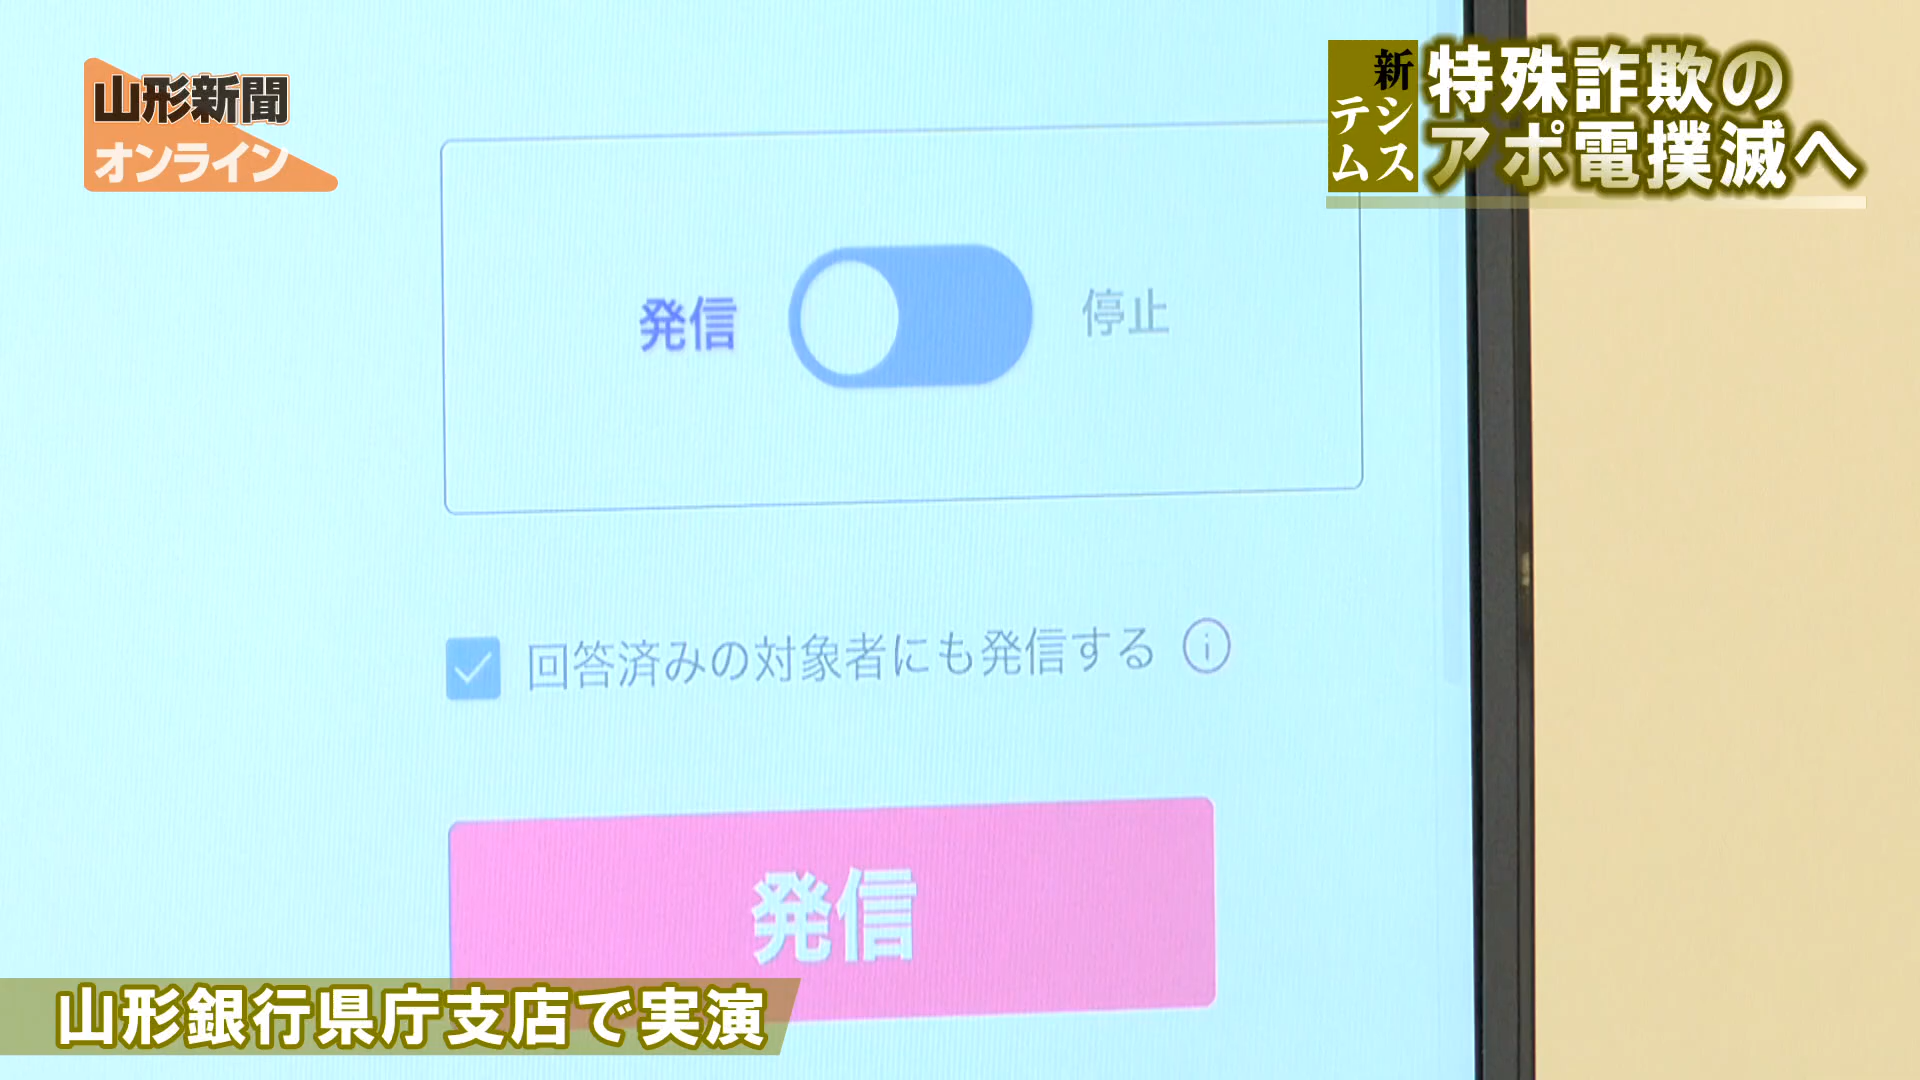 山形新聞
オンライン
新
システム
特殊詐欺の
アポ電撲滅へ
発信
停止
回答済みの対象者にも発信する
発信
山形銀行県庁支店で実演